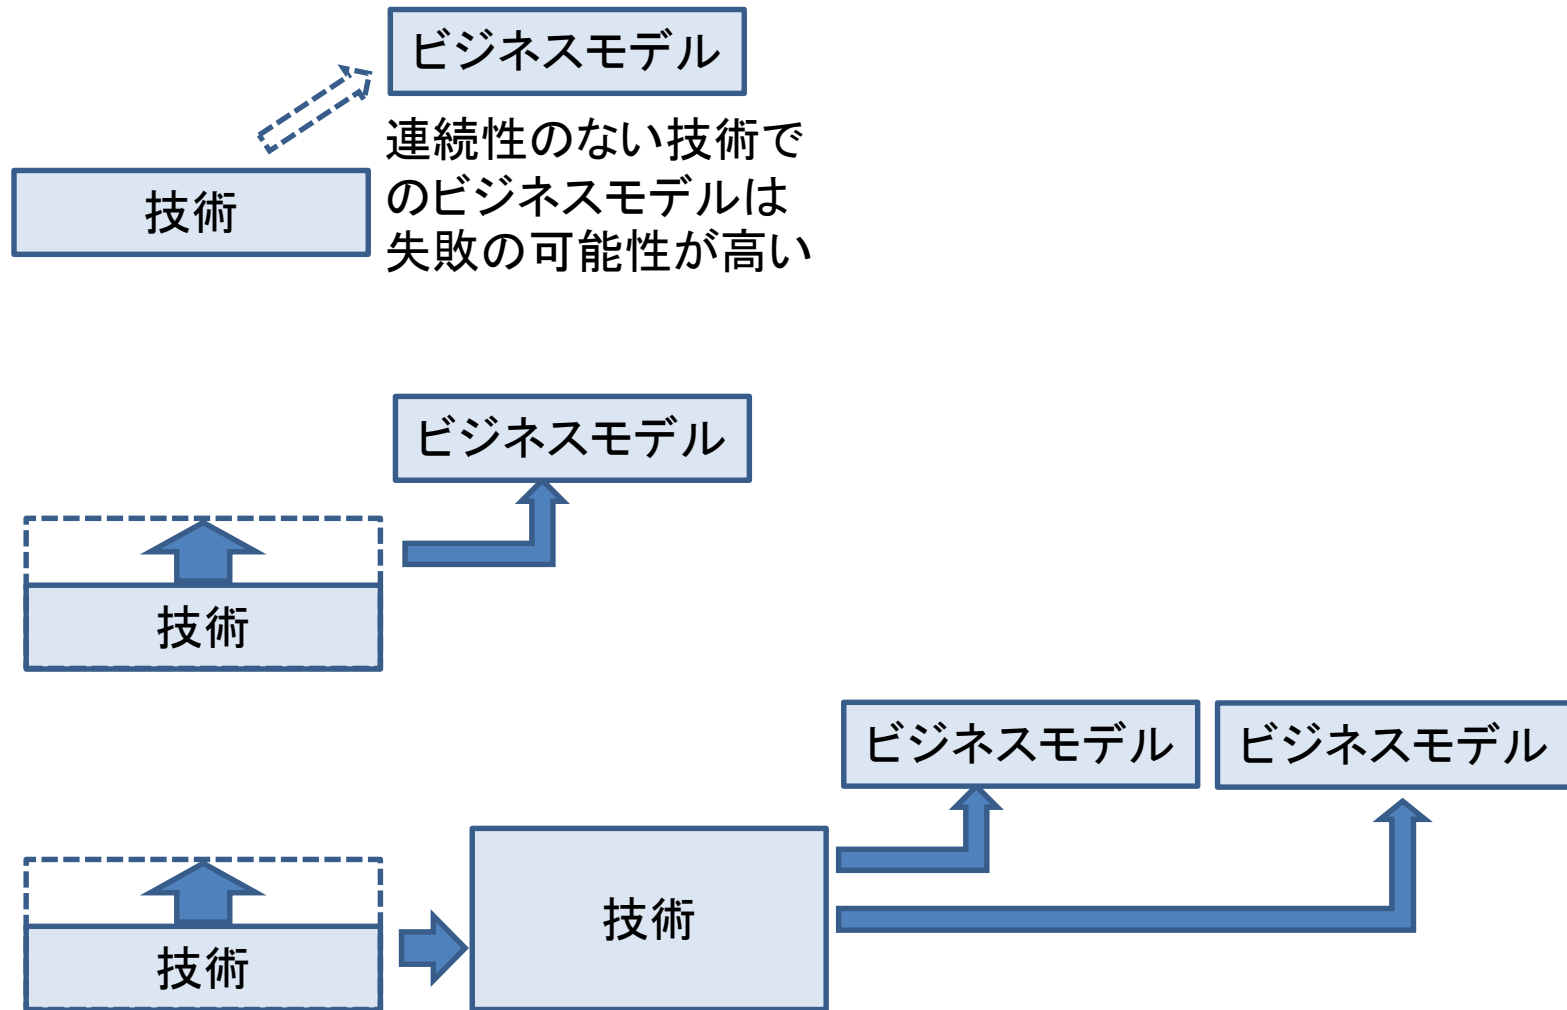 ビジネスモデル
連続性のない技術で
のビジネスモデルは
失敗の可能性が高い
技術
ビジネスモデル
技術
ビジネスモデル
ビジネスモデル
技術
技術